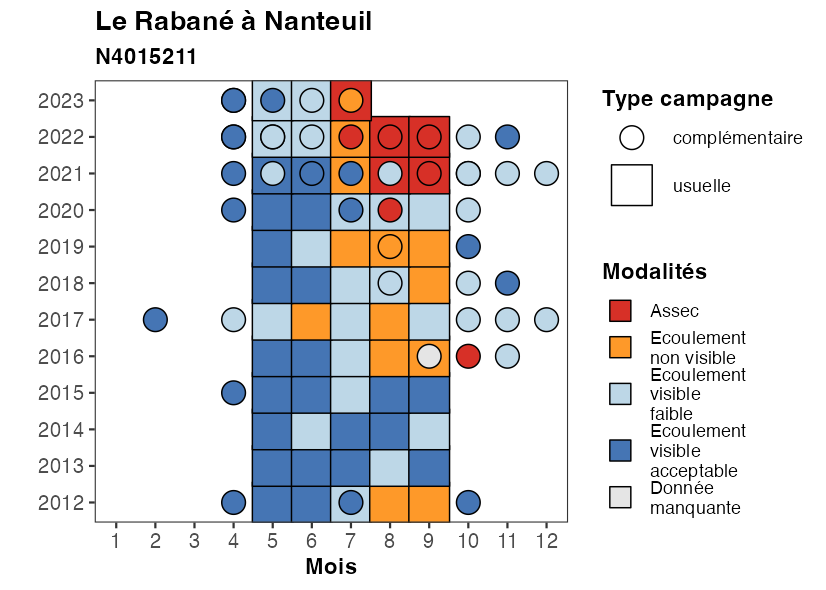 Le Rabané à Nanteuil
N4015211
2023
2022
2021
2020
2019
2018
2017
2016
2015
2014
2013
2012
1 2 3 4 5 6 7 8 9 10 11 12
Mois
Type campagne
complémentaire
usuelle
Modalités
Assec
Ecoulement
non visible
Ecoulement
visible
faible
Ecoulement
visible
acceptable
Donnée
manquante